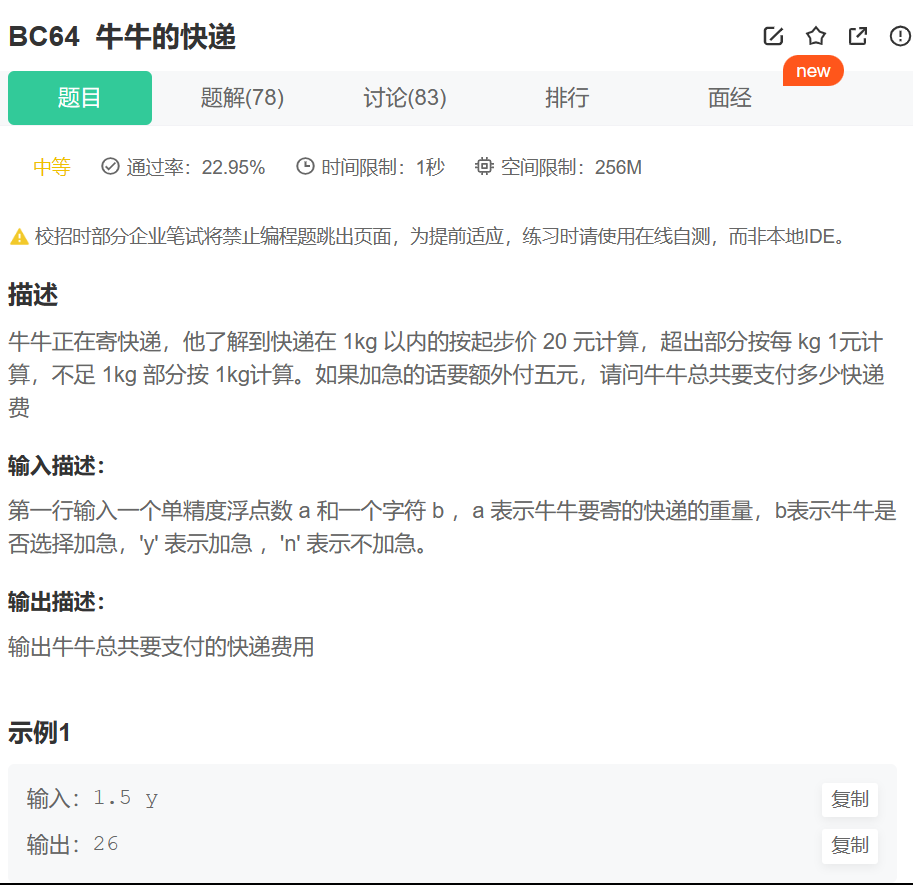 BC64 牛牛的快递
new
题目 题解(78) 讨论(83) 排行 面经
中等 通过率：22.95% 时间限制：1秒 空间限制：256M
校招时部分企业笔试将禁止编程题跳出页面，为提前适应，练习时请使用在线自测，而非本地IDE。
描述
牛牛正在寄快递，他了解到快递在 1kg 以内的按起步价 20 元计算，超出部分按每 kg 1元计
算，不足 1kg 部分按 1kg计算。如果加急的话要额外付五元，请问牛牛总共要支付多少快递
费
输入描述：
第一行输入一个单精度浮点数 a 和一个字符 b ，a 表示牛牛要寄的快递的重量，b表示牛牛是
否选择加急，'y' 表示加急 ，'n' 表示不加急。
输出描述：
输出牛牛总共要支付的快递费用
示例1
输入：1.5 y 复制
输出：26 复制